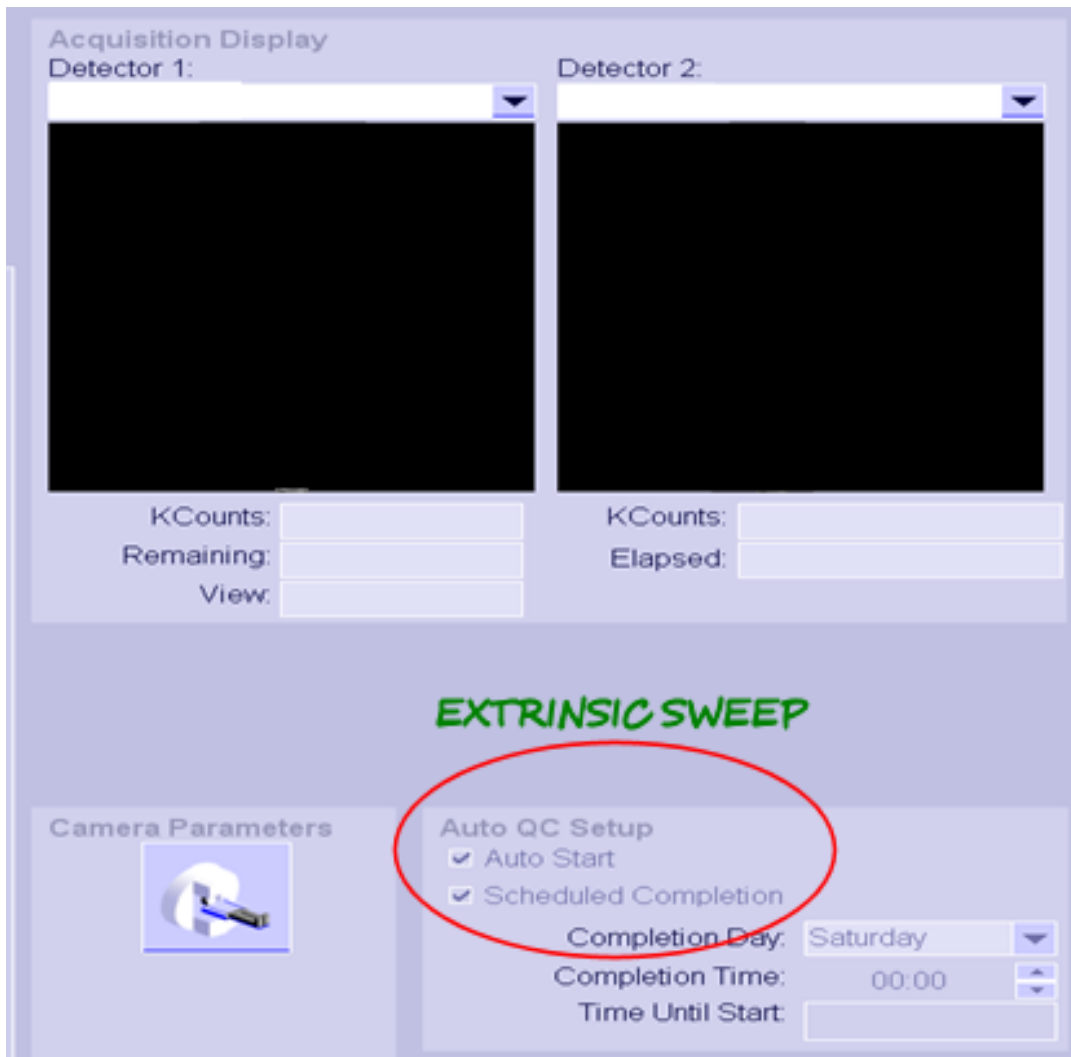 Acquisition Display
Detector 1:
Detector 2:
KCounts:
KCounts:
Remaining:
Elapsed:
View:
EXTRINSIC SWEEP
Camera Parameters
Auto QC Setup
Auto Start
Scheduled Completion
Completion Day: Saturday
Completion Time: 00:00
Time Until Start: